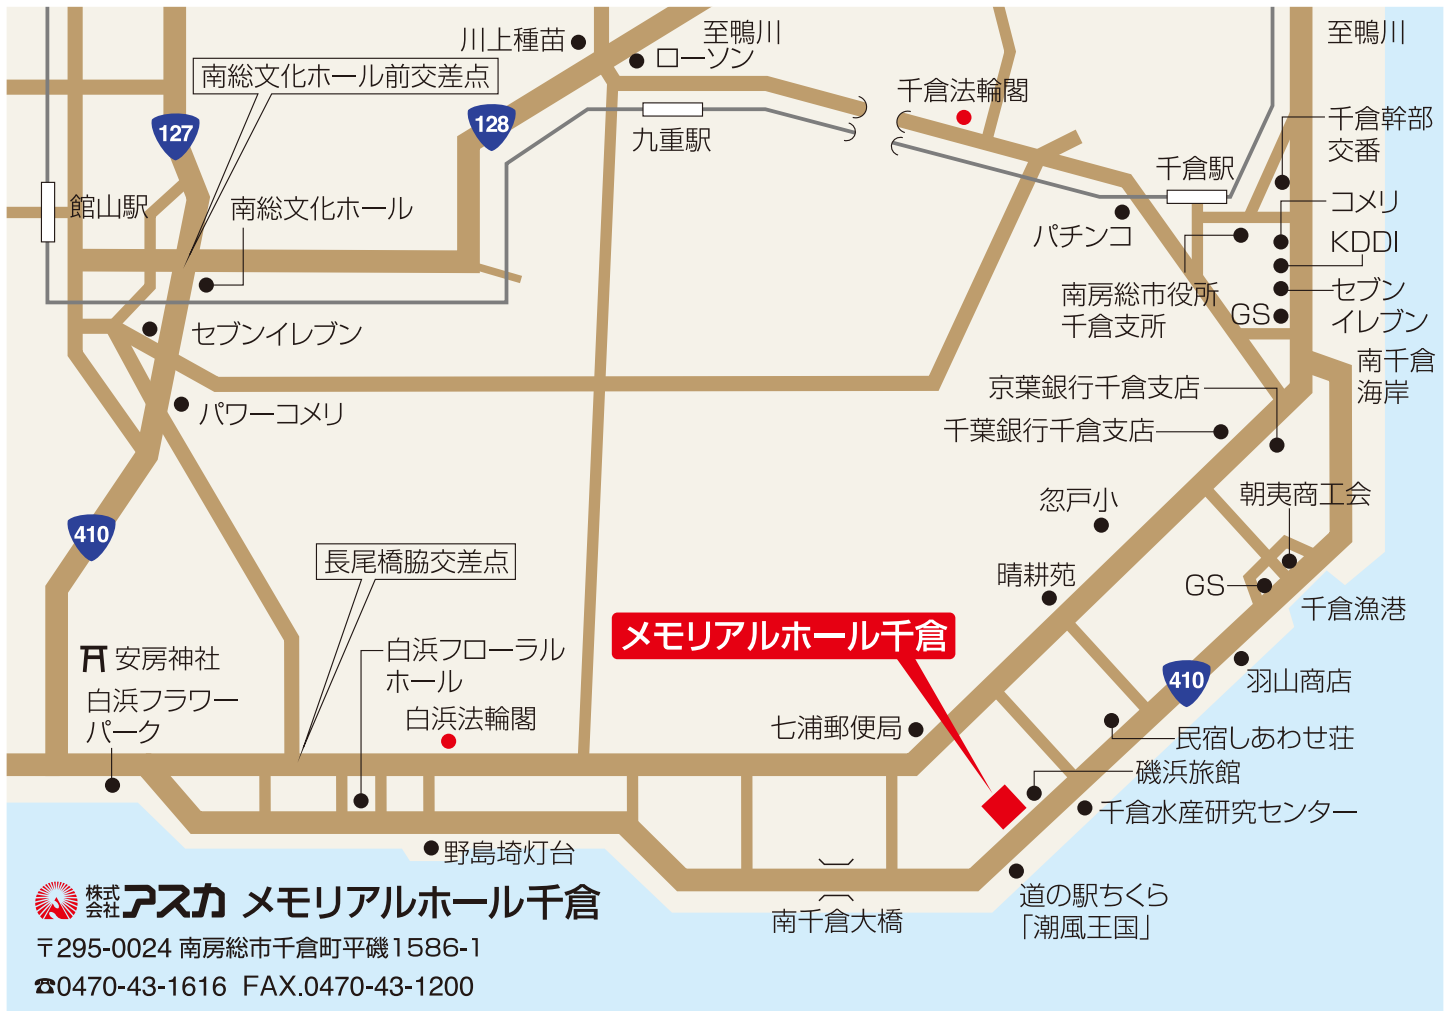 川上種苗
至鴨川
ローソン
至鴨川
南総文化ホール前交差点
千倉法輪閣
127
128
九重駅
千倉幹部
交番
千倉駅
館山駅
南総文化ホール
コメリ
パチンコ
KDDI
南房総市役所
千倉支所
セブン
イレブン
GS
セブンイレブン
南千倉
海岸
京葉銀行千倉支店
パワーコメリ
千葉銀行千倉支店
朝夷商工会
忽戸小
410
長尾橋脇交差点
晴耕苑
GS
千倉漁港
メモリアルホール千倉
安房神社
白浜フローラル
ホール
410
羽山商店
白浜フラワー
パーク
白浜法輪閣
七浦郵便局
民宿しあわせ荘
磯浜旅館
千倉水産研究センター
野島埼灯台
道の駅ちくら
「潮風王国」
南千倉大橋
株式
会社アスカ メモリアルホール千倉
〒295-0024 南房総市千倉町平磯1586-1
☎0470-43-1616 FAX.0470-43-1200